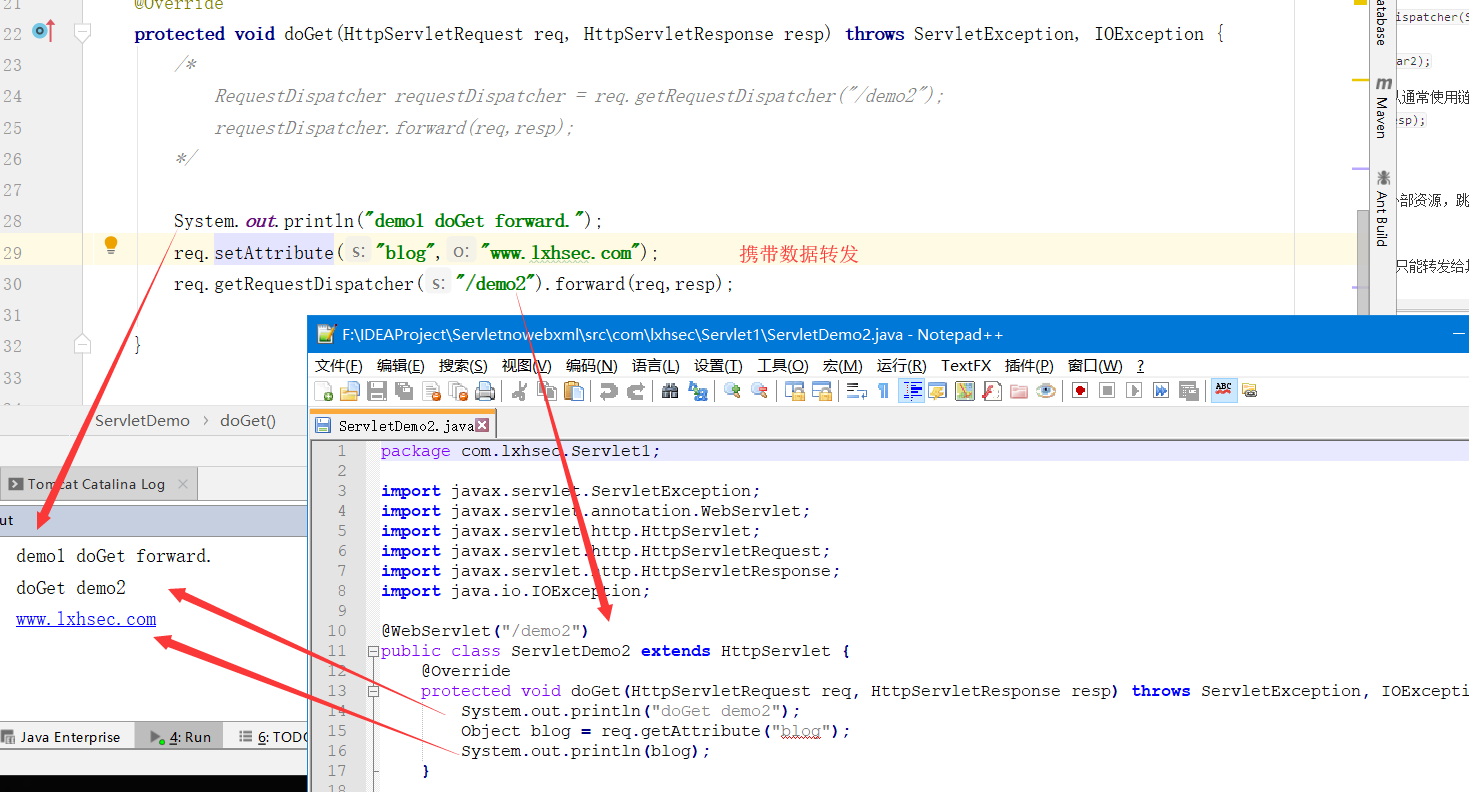 21 @Override
22 protected void doGet(HttpServletRequest req, HttpServletResponse resp) throws ServletException, IOException {
23 /*
24 RequestDispatcher requestDispatcher = req.getRequestDispatcher("/demo2");
25 requestDispatcher.forward(req,resp);
26 */
27
28 System.out.println("demo1 doGet forward.");
29 req.setAttribute( s: "blog", o: "www.lxhsec.com"); 携带数据转发
30 req.getRequestDispatcher( s: "/demo2").forward(req,resp);
31
32 }
33
ServletDemo › doGet()
Tomcat Catalina Log
ut
demo1 doGet forward.
doGet demo2
www.lxhsec.com
Java Enterprise
4: Run
6: TODO
F:\IDEAProject\Servletnowebxml\src\com\lxhsec\Servlet1\ServletDemo2.java - Notepad++
文件(F) 编辑(E) 搜索(S) 视图(V) 编码(N) 语言(L) 设置(T) 工具(O) 宏(M) 运行(R) TextFX 插件(P) 窗口(W) ?
ABC
ServletDemo2.java
1 package com.lxhsec.Servlet1;
2
3 import javax.servlet.ServletException;
4 import javax.servlet.annotation.WebServlet;
5 import javax.servlet.http.HttpServlet;
6 import javax.servlet.http.HttpServletRequest;
7 import javax.servlet.http.HttpServletResponse;
8 import java.io.IOException;
9
10 @WebServlet("/demo2")
11 public class ServletDemo2 extends HttpServlet {
12 @Override
13 protected void doGet(HttpServletRequest req, HttpServletResponse resp) throws ServletException, IOExcepti
14 System.out.println("doGet demo2");
15 Object blog = req.getAttribute("blog");
16 System.out.println(blog);
17 }
18
atabase
Maven
Ant Build
ispatcher(S
ar2);
通常使用链
esp);
部资源，跳
只能转发给其